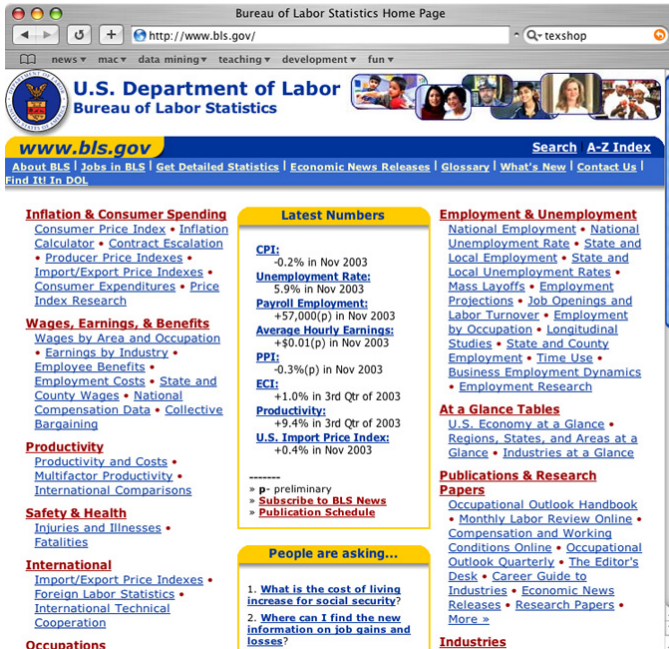 Bureau of Labor Statistics Home Page
http://www.bls.gov/
texshop
news mac data mining teaching development fun
U.S. Department of Labor
Bureau of Labor Statistics
www.bls.gov
Search | A-Z Index
About BLS | Jobs in BLS | Get Detailed Statistics | Economic News Releases | Glossary | What's New | Contact Us |
Find It! In DOL
Inflation & Consumer Spending
Consumer Price Index • Inflation
Calculator • Contract Escalation
• Producer Price Indexes •
Import/Export Price Indexes •
Consumer Expenditures • Price
Index Research
Wages, Earnings, & Benefits
Wages by Area and Occupation
• Earnings by Industry •
Employee Benefits •
Employment Costs • State and
County Wages • National
Compensation Data • Collective
Bargaining
Productivity
Productivity and Costs •
Multifactor Productivity •
International Comparisons
Safety & Health
Injuries and Illnesses •
Fatalities
International
Import/Export Price Indexes •
Foreign Labor Statistics •
International Technical
Cooperation
Occupations
Latest Numbers
CPI:
-0.2% in Nov 2003
Unemployment Rate:
5.9% in Nov 2003
Payroll Employment:
+57,000(p) in Nov 2003
Average Hourly Earnings:
+$0.01(p) in Nov 2003
PPI:
-0.3%(p) in Nov 2003
ECI:
+1.0% in 3rd Qtr of 2003
Productivity:
+9.4% in 3rd Qtr of 2003
U.S. Import Price Index:
+0.4% in Nov 2003
-------
» p- preliminary
» Subscribe to BLS News
» Publication Schedule
People are asking...
1. What is the cost of living
increase for social security?
2. Where can I find the new
information on job gains and
losses?
Employment & Unemployment
National Employment • National
Unemployment Rate • State and
Local Employment • State and
Local Unemployment Rates •
Mass Layoffs • Employment
Projections • Job Openings and
Labor Turnover • Employment
by Occupation • Longitudinal
Studies • State and County
Employment • Time Use •
Business Employment Dynamics
• Employment Research
At a Glance Tables
U.S. Economy at a Glance •
Regions, States, and Areas at a
Glance • Industries at a Glance
Publications & Research
Papers
Occupational Outlook Handbook
• Monthly Labor Review Online •
Compensation and Working
Conditions Online • Occupational
Outlook Quarterly • The Editor's
Desk • Career Guide to
Industries • Economic News
Releases • Research Papers •
More »
Industries